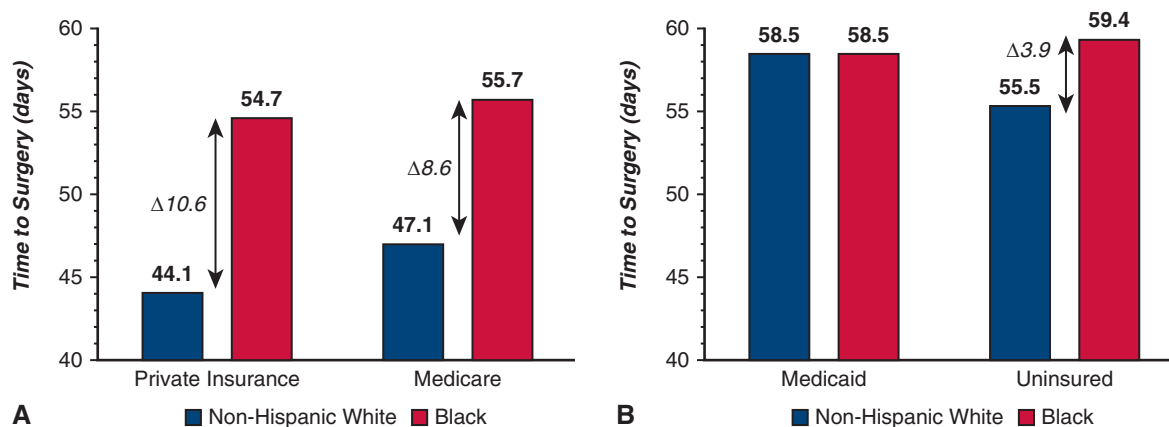 Time to Surgery (days)
60
55
50
45
40
44.1
Δ10.6
54.7
47.1
Δ8.6
55.7
Private Insurance
Medicare
A
Non-Hispanic White
Black
Time to Surgery (days)
60
55
50
45
40
58.5
58.5
55.5
Δ3.9
59.4
Medicaid
Uninsured
B
Non-Hispanic White
Black